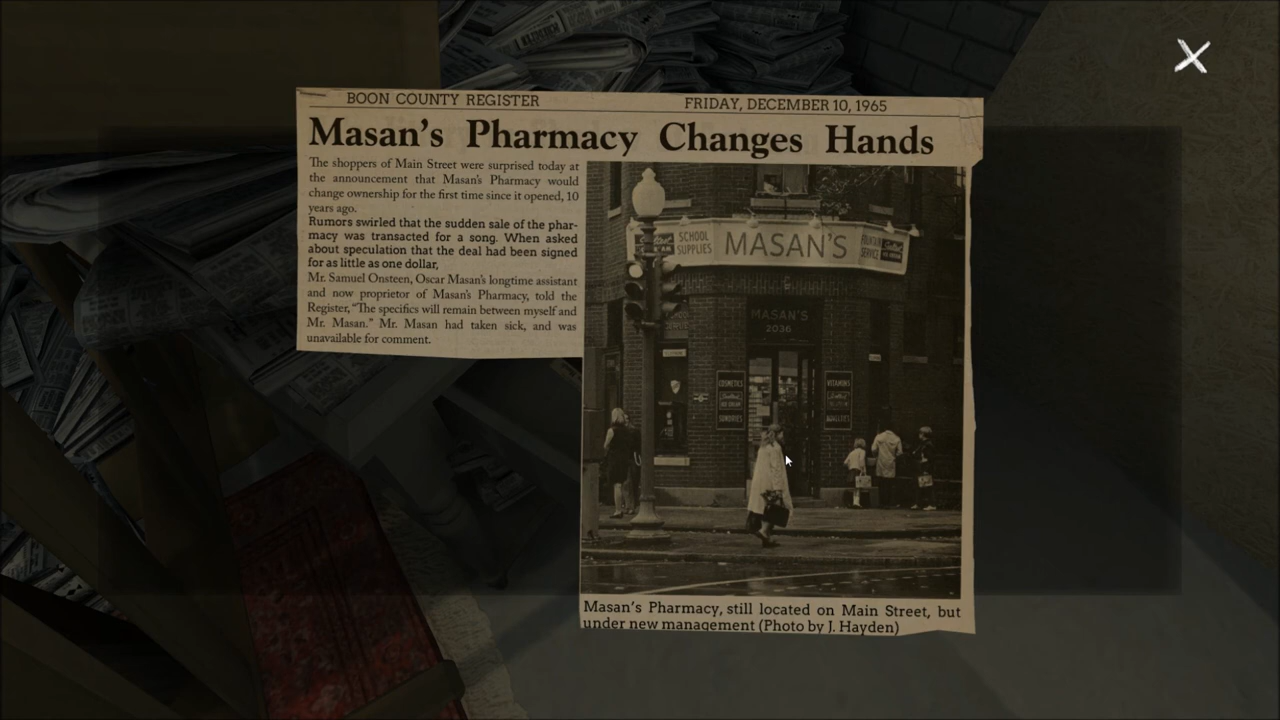 BOON COUNTY REGISTER
FRIDAY, DECEMBER 10, 1965
Masan's Pharmacy Changes Hands
The shoppers of Main Street were surprised today at
the announcement that Masan's Pharmacy would
change ownership for the first time since it opened, 10
years ago.
Rumors swirled that the sudden sale of the phar-
macy was transacted for a song. When asked
about speculation that the deal had been signed
for as little as one dollar,
Mr. Samuel Onsteen, Oscar Masan's longtime assistant
and now proprietor of Masan's Pharmacy, told the
Register, "The specifics will remain between myself and
Mr. Masan." Mr. Masan had taken sick, and was
unavailable for comment.
SCHOOL
SUPPLIES
MASAN'S
FOUNTAIN
SERVICE
MASAN'S
2036
COSMETICS
SUNDRIES
VITAMINS
Masan's Pharmacy, still located on Main Street, but
under new management (Photo by J. Hayden)